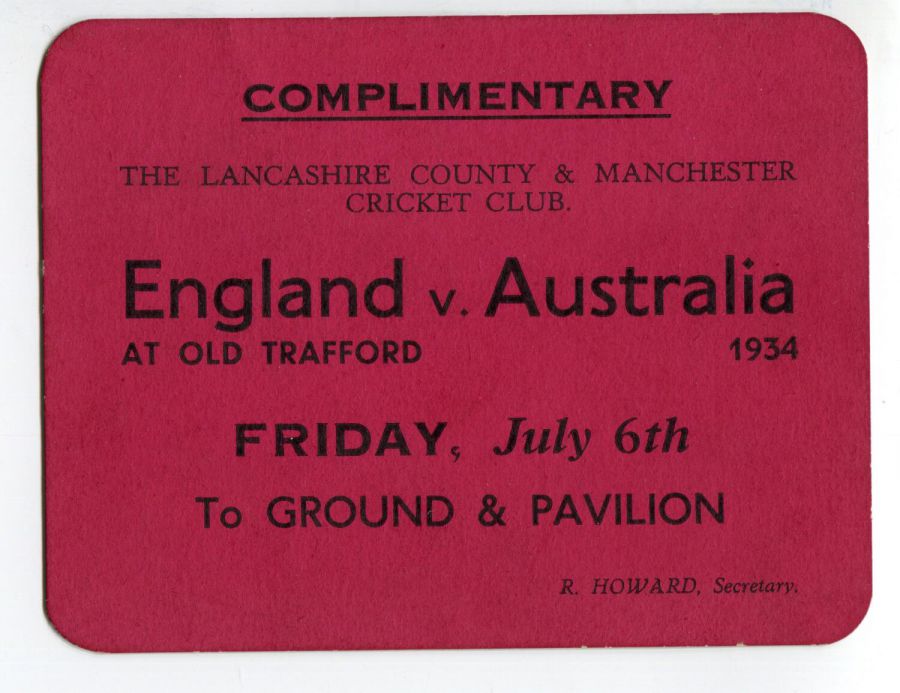 COMPLIMENTARY
THE LANCASHIRE COUNTY & MANCHESTER
CRICKET CLUB.
England v. Australia
AT OLD TRAFFORD 1934
FRIDAY, July 6th
To GROUND & PAVILION
R. HOWARD, Secretary.